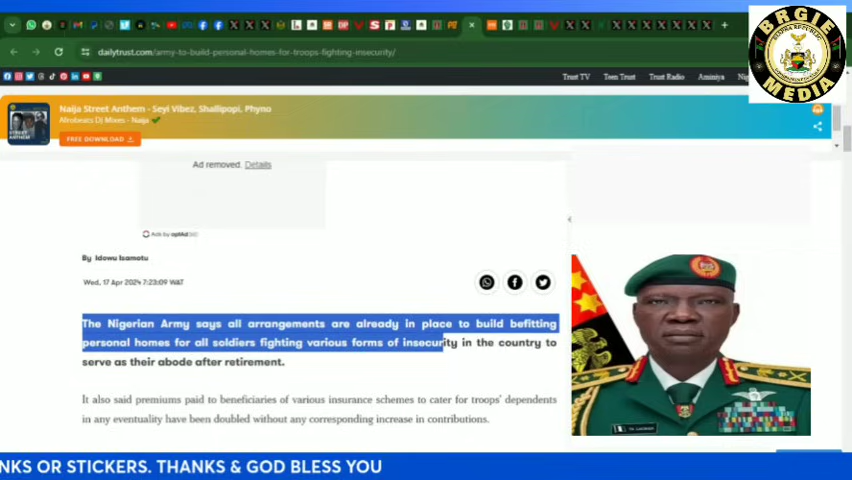 dailytrust.com/army-to-build-personal-homes-for-troops-fighting-insecurity/
BRGIE
MEDIA
Trust TV Teen Trust Trust Radio Aminiya
Naija Street Anthem - Seyi Vibez, Shallipopi, Phyno
Afrobeats Dj Mixes - Naija
FREE DOWNLOAD
Ad removed. Details
Ads by
By Idowu Isamotu
Wed, 17 Apr 2024 7:23:09 WAT
The Nigerian Army says all arrangements are already in place to build befitting
personal homes for all soldiers fighting various forms of insecurity in the country to
serve as their abode after retirement.
It also said premiums paid to beneficiaries of various insurance schemes to cater for troops' dependents
in any eventuality have been doubled without any corresponding increase in contributions.
NKS OR STICKERS. THANKS & GOD BLESS YOU